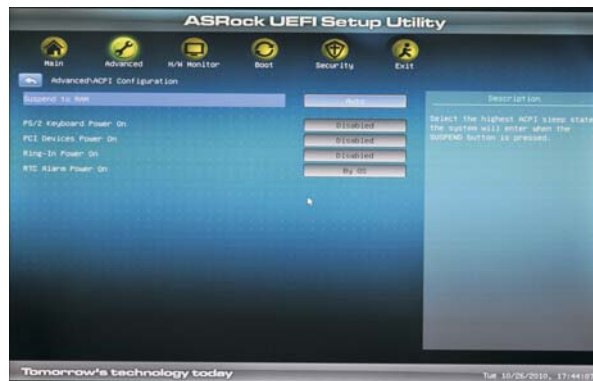 ASRock UEFI Setup Utility
Main Advanced H/W Monitor Boot Security Exit
Advanced\ACPI Configuration
Suspend to RAM Auto
PS/2 Keyboard Power On Disabled
PCI Devices Power On Disabled
Ring-In Power On Disabled
RTC Alarm Power On By OS
Description
Select the highest ACPI sleep state
the system will enter when the
SUSPEND button is pressed.
Tomorrow's technology today
Tue 10/26/2010, 17:44:07